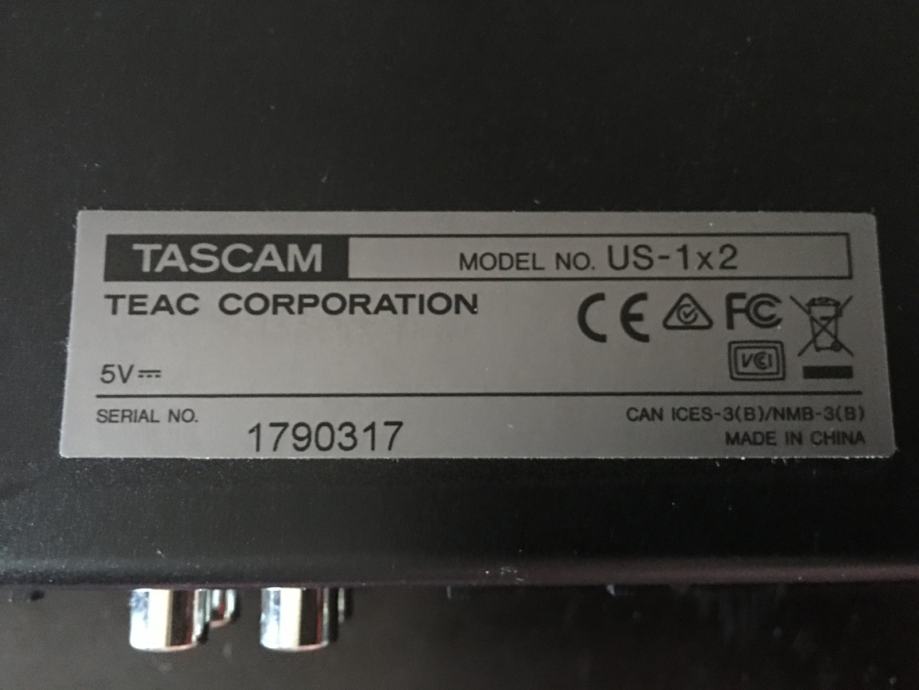 TASCAM MODEL NO. US-1x2
TEAC CORPORATION
CE FC
VCI
5V
SERIAL NO. 1790317
CAN ICES-3(B)/NMB-3(B)
MADE IN CHINA